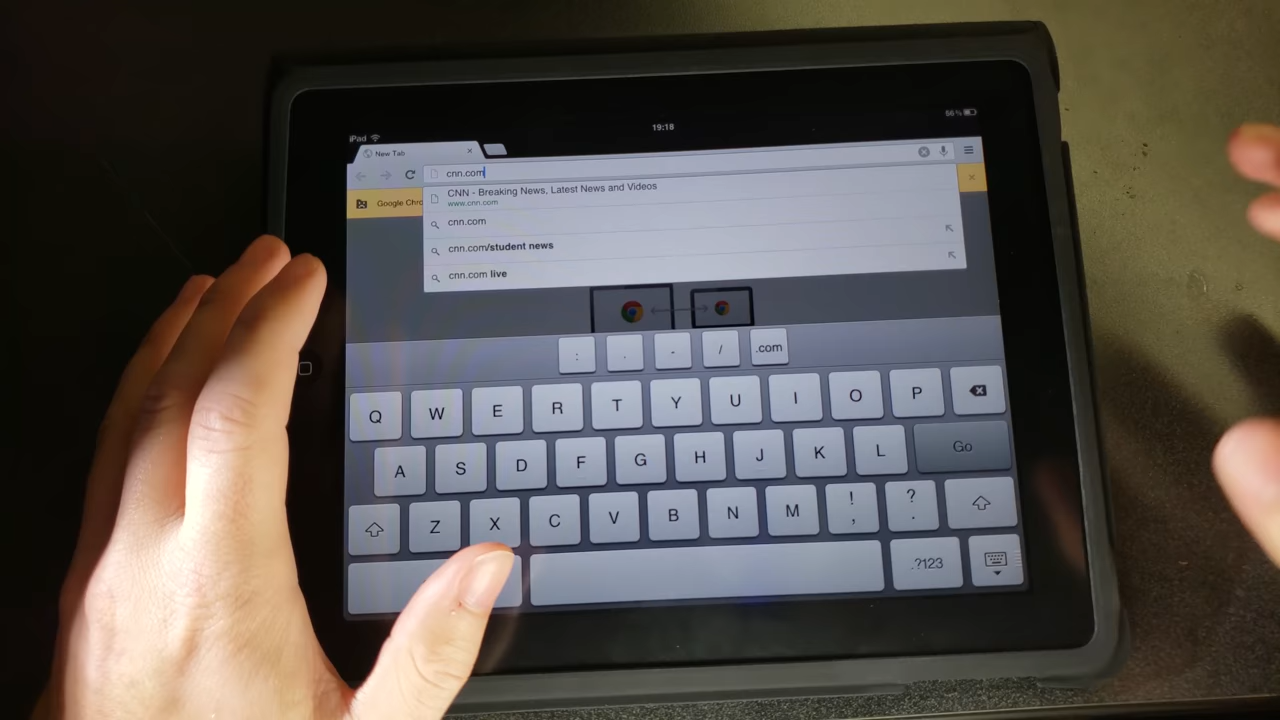 iPad
19:18
66%
New Tab
cnn.com
Google Chro
CNN - Breaking News, Latest News and Videos
www.cnn.com
cnn.com
cnn.com/student news
cnn.com live
: . - / .com
Q W E R T Y U I O P
A S D F G H J K L Go
Z X C V B N M ! , ? .
.?123